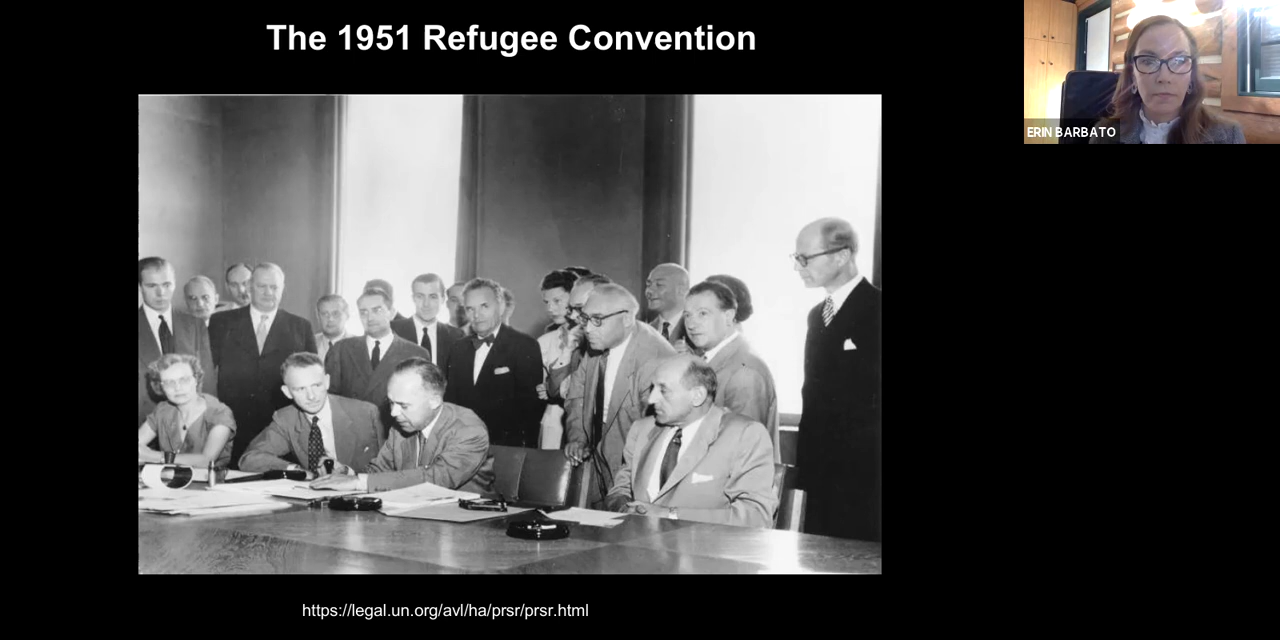 The 1951 Refugee Convention
ERIN BARBATO
https://legal.un.org/avl/ha/prsr/prsr.html